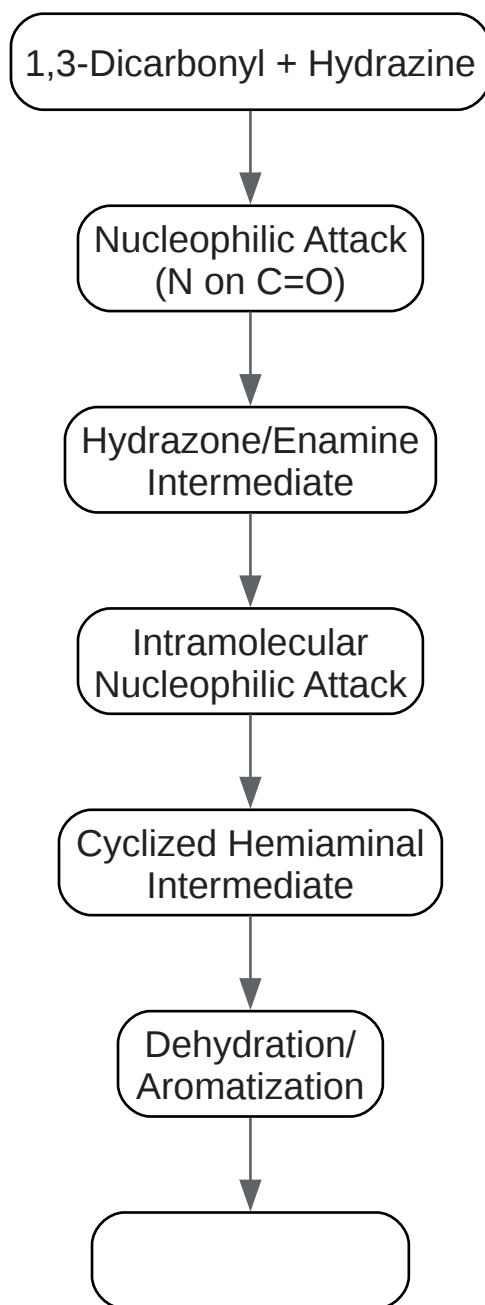 1,3-Dicarbonyl + Hydrazine
Nucleophilic Attack
(N on C=O)
Hydrazone/Enamine
Intermediate
Intramolecular
Nucleophilic Attack
Cyclized Hemiaminal
Intermediate
Dehydration/
Aromatization